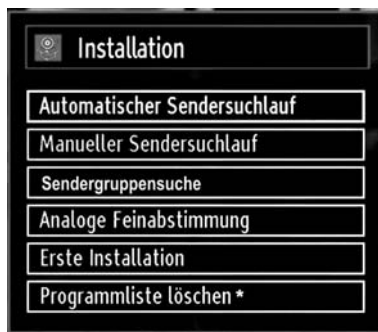 Installation
Automatischer Sendersuchlauf
Manueller Sendersuchlauf
Sendergruppensuche
Analoge Feinabstimmung
Erste Installation
Programmliste löschen *